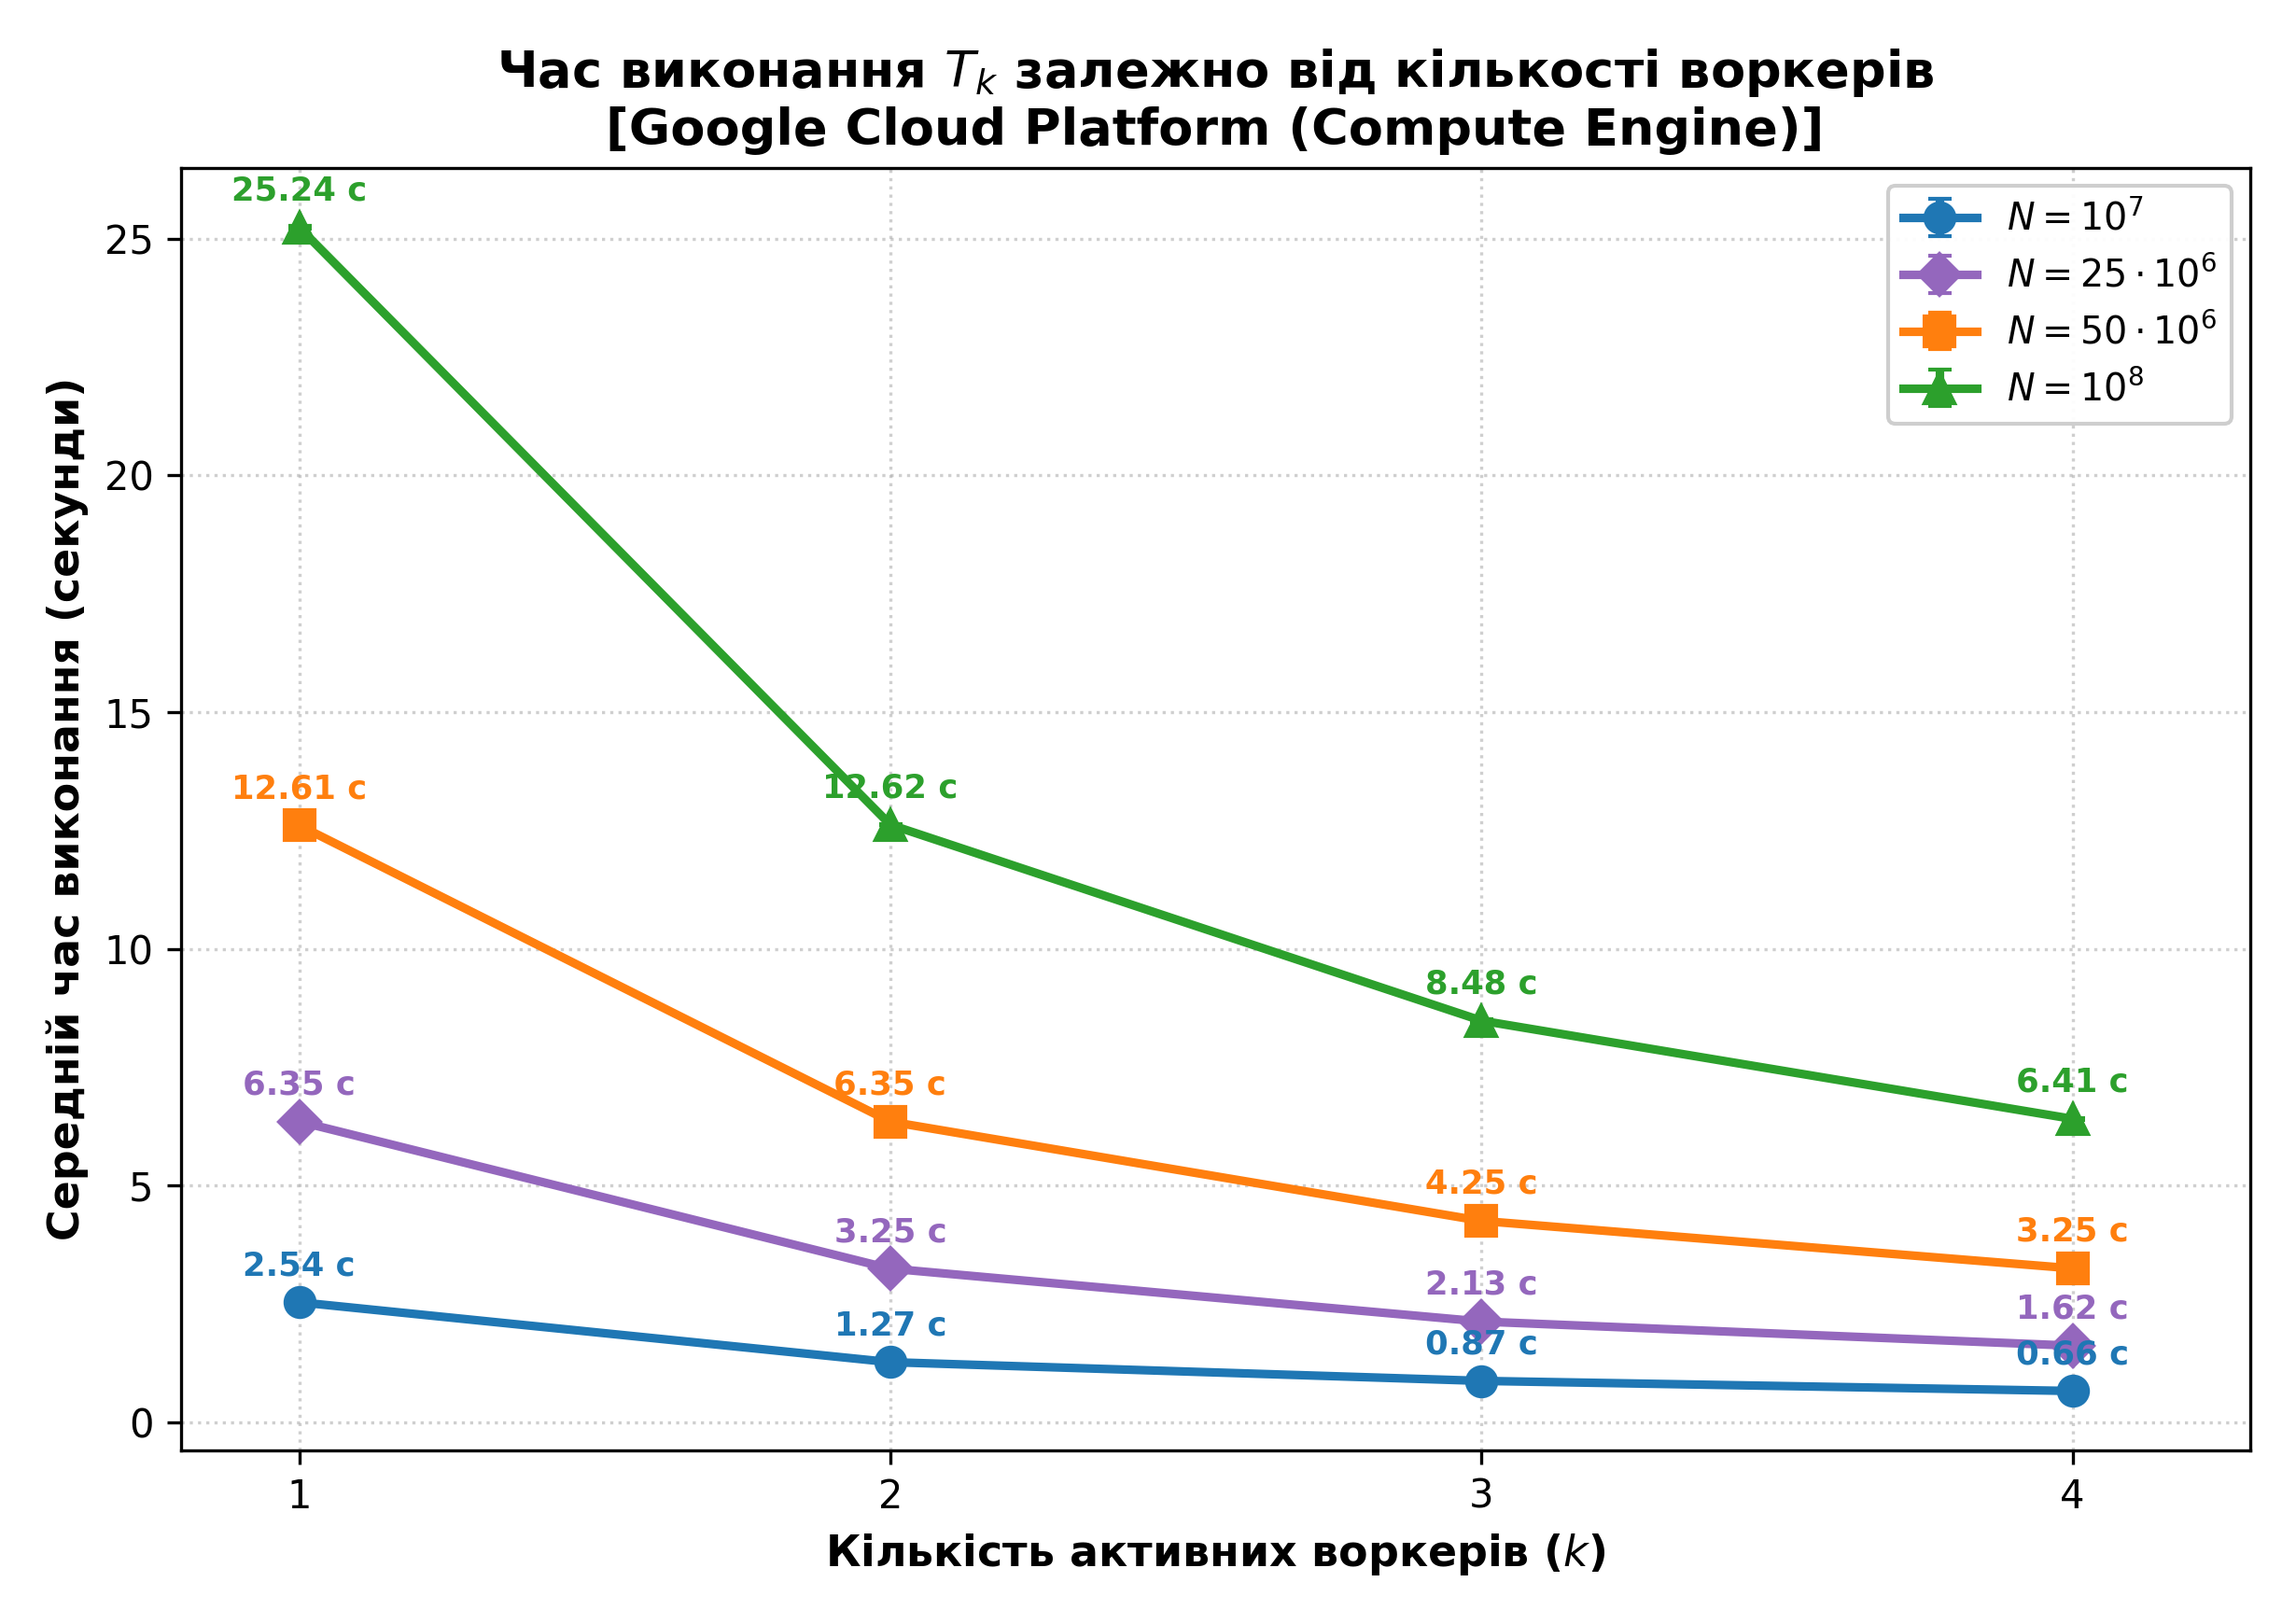 Час виконання $T_k$ залежно від кількості воркерів
[Google Cloud Platform (Compute Engine)]
Середній час виконання (секунди)
25
20
15
10
5
0
25.24 с
12.61 с
6.35 с
2.54 с
12.62 с
6.35 с
3.25 с
1.27 с
8.48 с
4.25 с
2.13 с
0.87 с
6.41 с
3.25 с
1.62 с
0.66 с
$N = 10^7$
$N = 25 \cdot 10^6$
$N = 50 \cdot 10^6$
$N = 10^8$
1
2
3
4
Кількість активних воркерів ($k$)